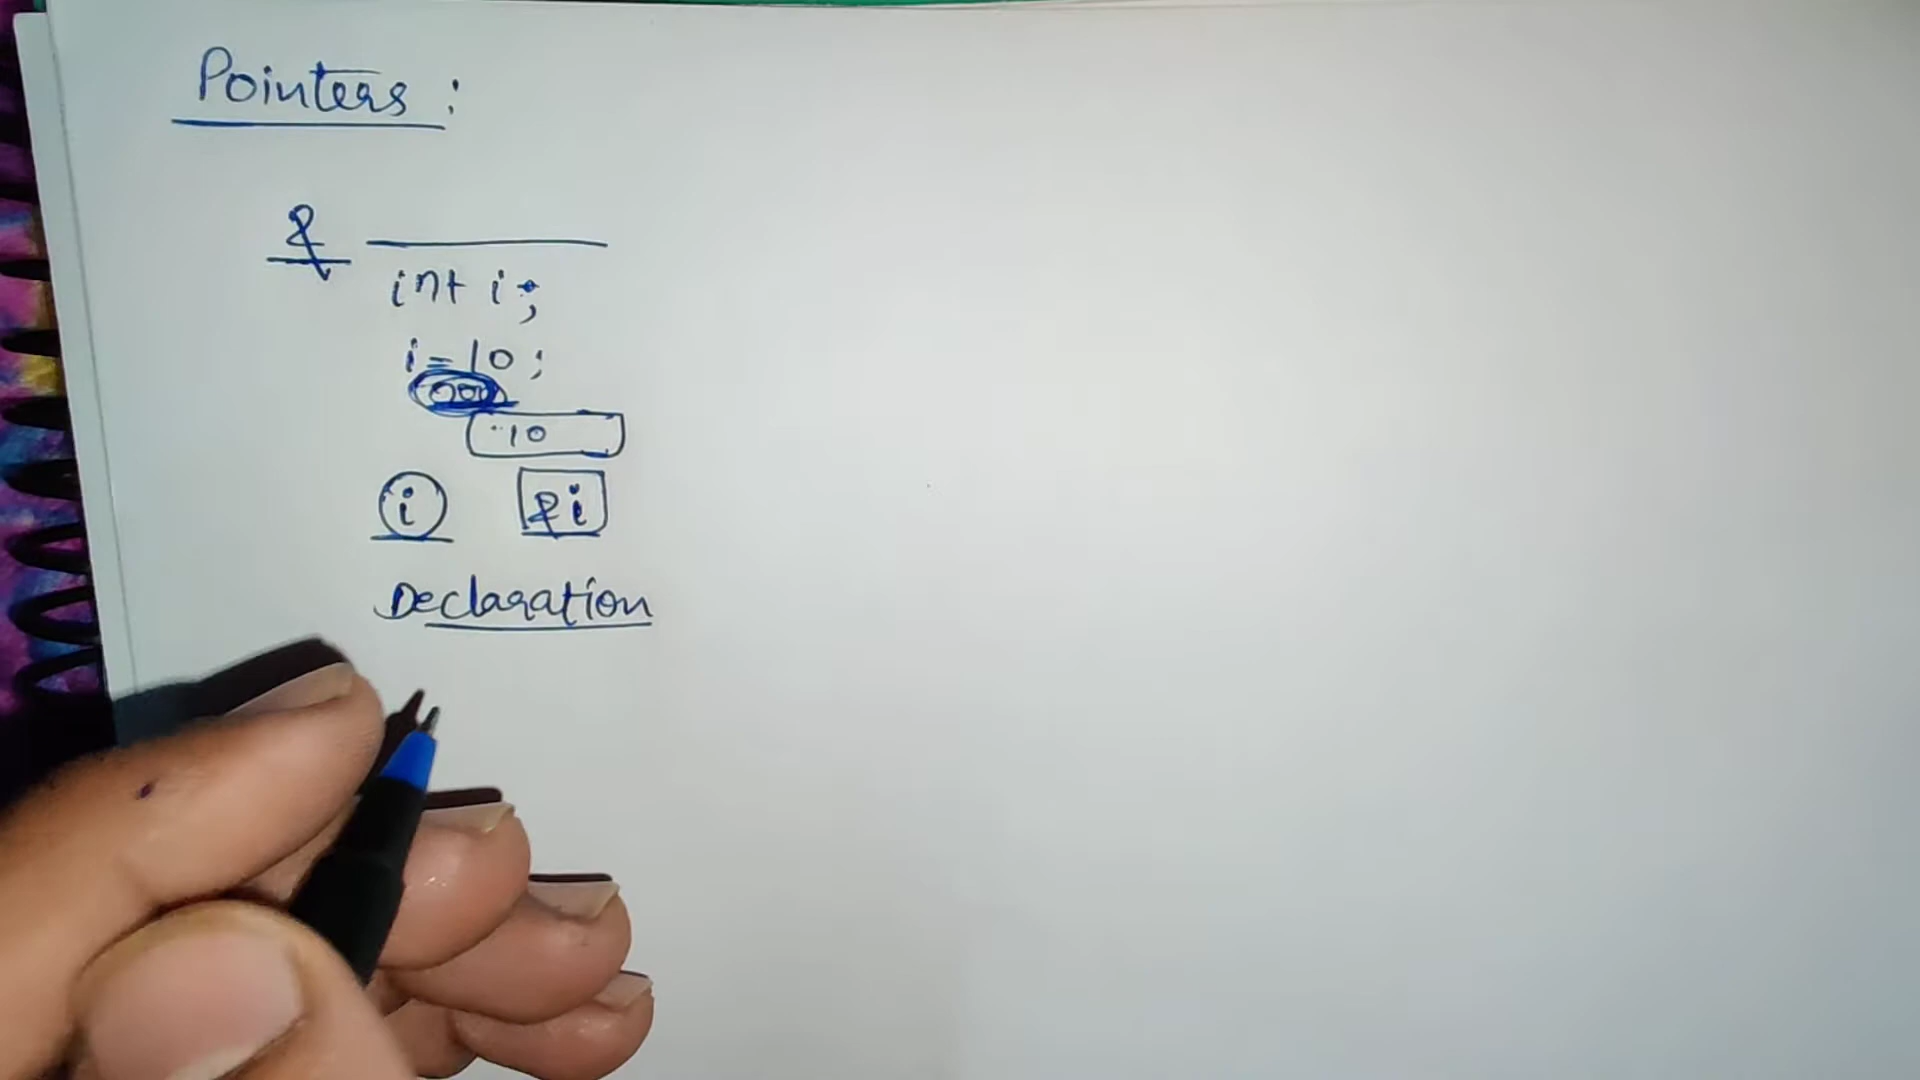 Pointers :
&
int i ;
i = 10 ;
10
i &i
Declaration